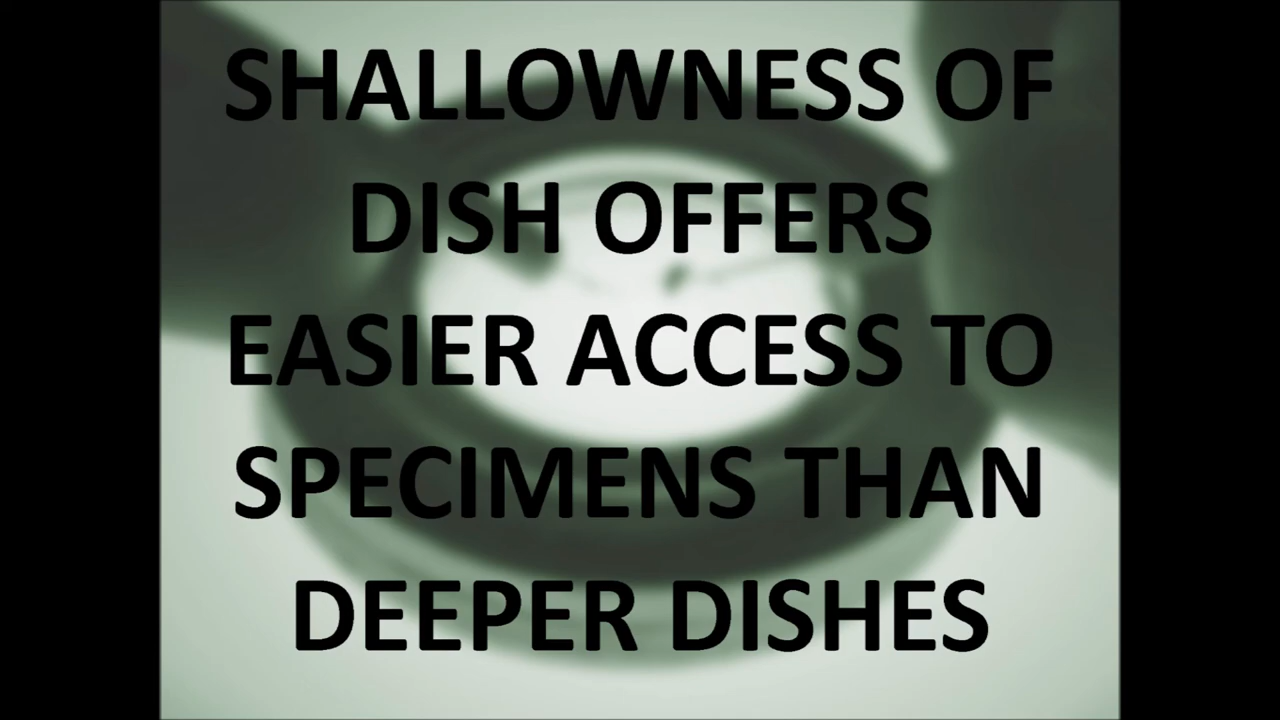 SHALLOWNESS OF
DISH OFFERS
EASIER ACCESS TO
SPECIMENS THAN
DEEPER DISHES